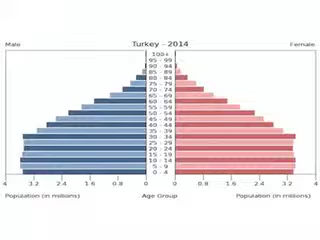 Male Turkey - 2014 Female
100+
95 - 99
90 - 94
85 - 89
80 - 84
75 - 79
70 - 74
65 - 69
60 - 64
55 - 59
50 - 54
45 - 49
40 - 44
35 - 39
30 - 34
25 - 29
20 - 24
15 - 19
10 - 14
5 - 9
0 - 4
4 3.2 2.4 1.6 0.8 0 0 0.8 1.6 2.4 3.2 4
Population (in millions) Age Group Population (in millions)